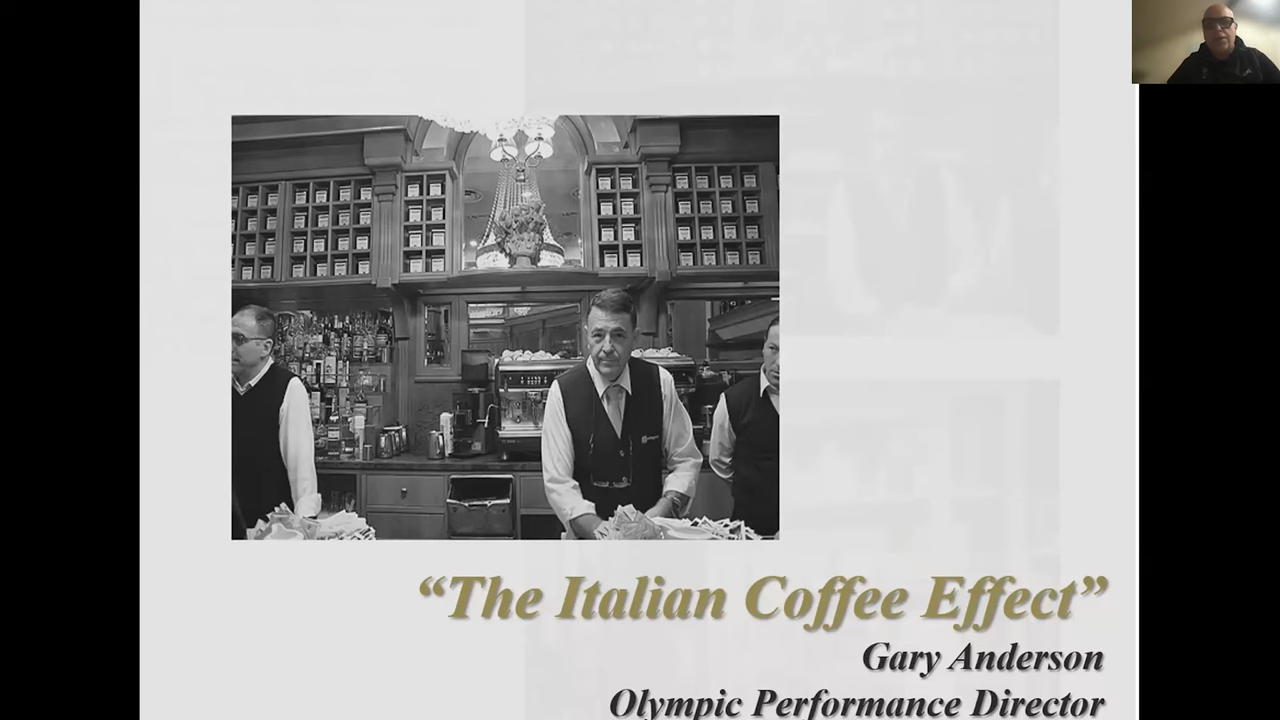 “The Italian Coffee Effect”
Gary Anderson
Olympic Performance Director